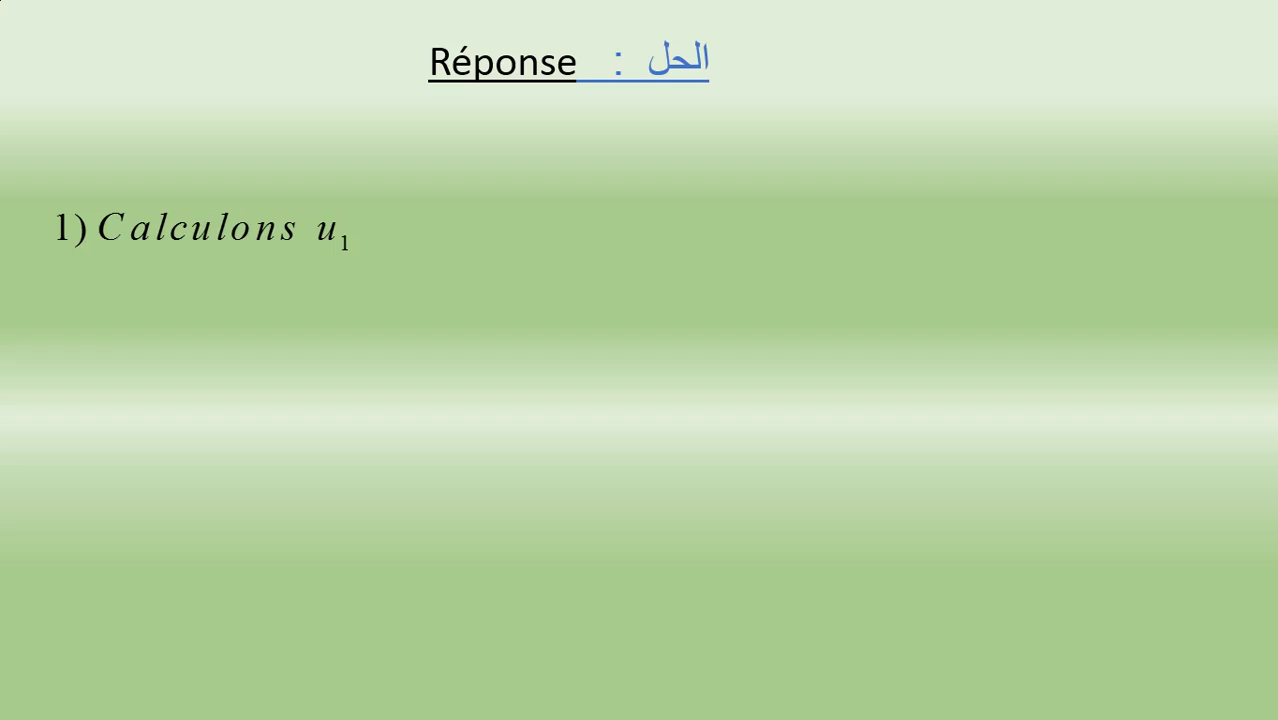 Réponse : الحل
1) Calculons u₁